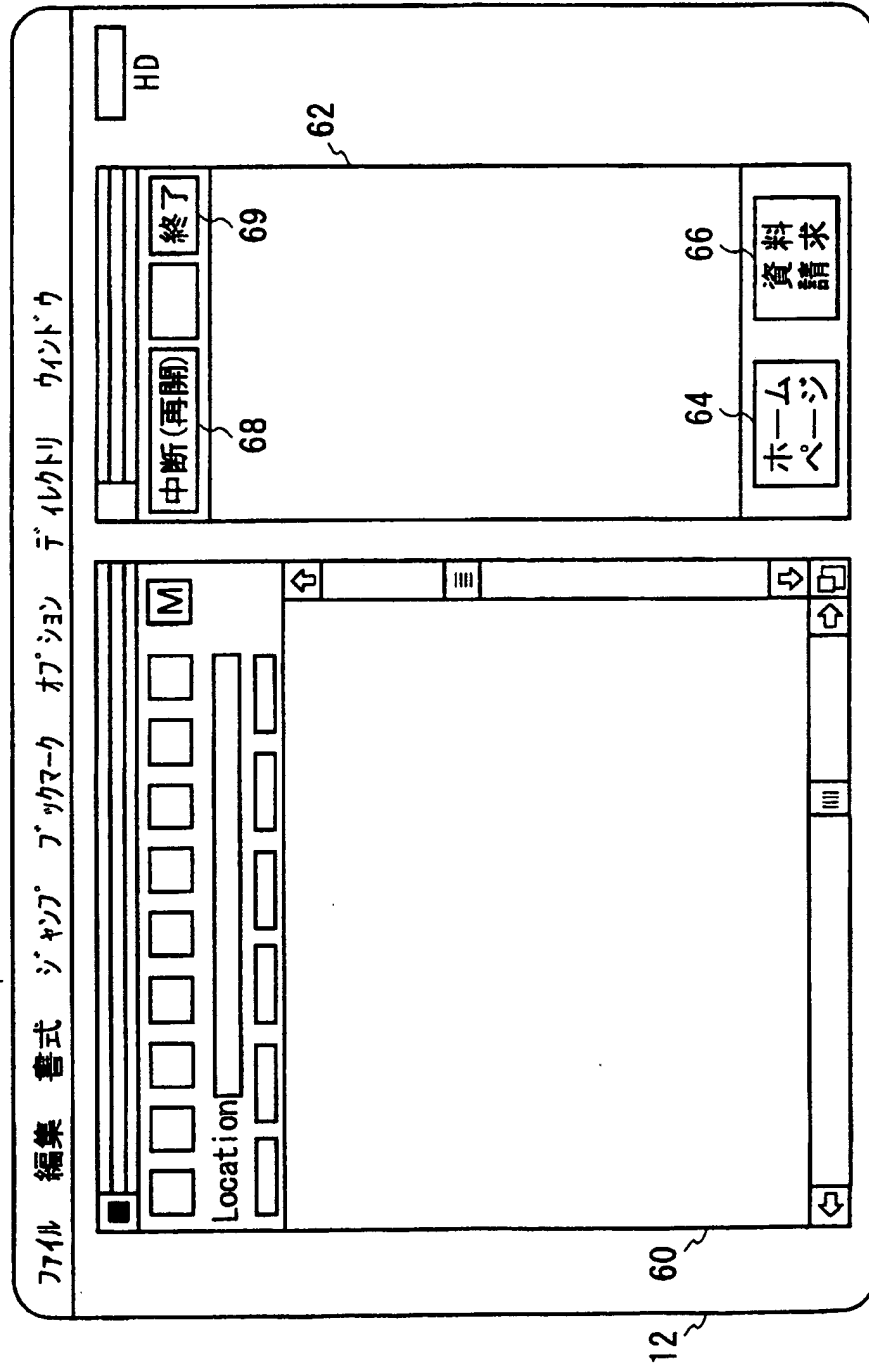 ファイル 編集 書式 ジャンプ ブックマーク オプション ディレクトリ ウィンドウ
HD
M
Location
中断(再開)
終了
68
69
62
ホーム
ページ
資料
請求
64
66
60
12